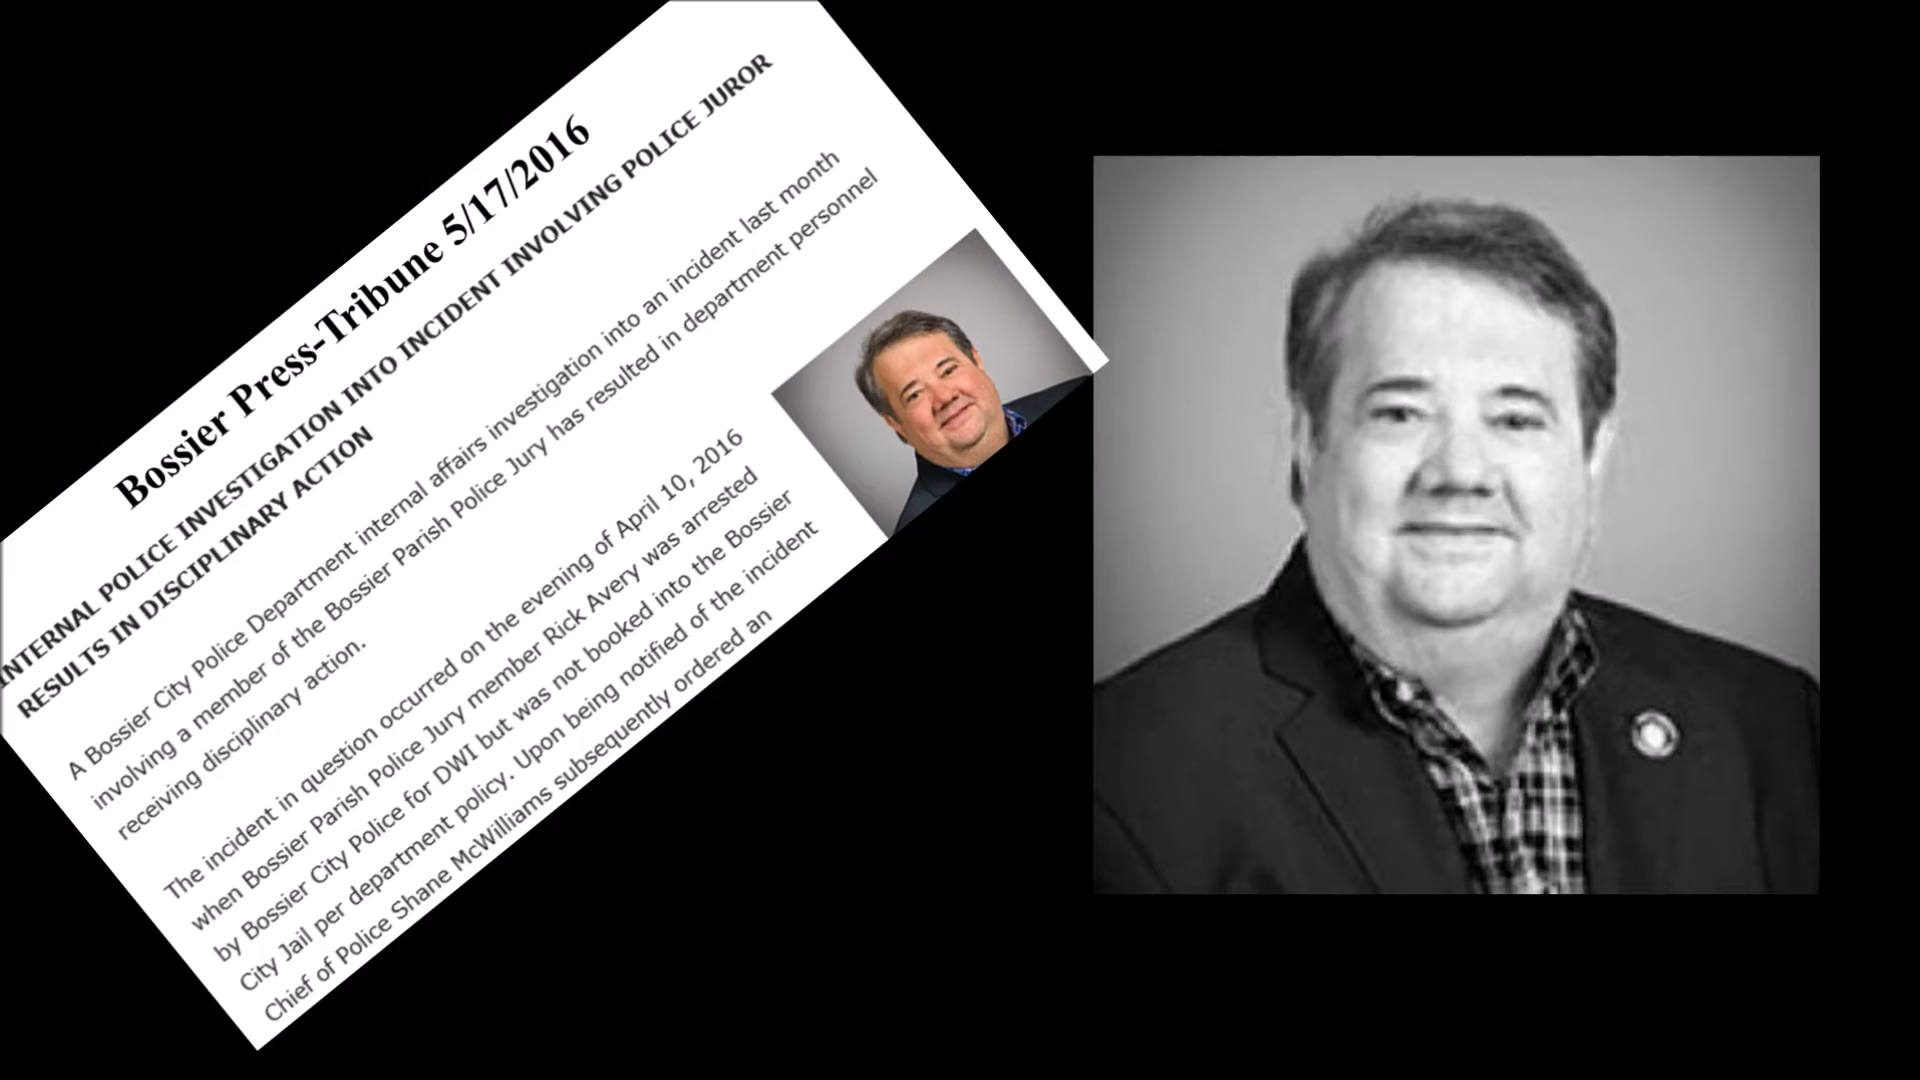 Bossier Press-Tribune 5/17/2016
INTERNAL POLICE INVESTIGATION INTO INCIDENT INVOLVING POLICE JUROR
RESULTS IN DISCIPLINARY ACTION
A Bossier City Police Department internal affairs investigation into an incident last month
involving a member of the Bossier Parish Police Jury has resulted in department personnel
receiving disciplinary action.
The incident in question occurred on the evening of April 10, 2016
when Bossier Parish Police Jury member Rick Avery was arrested
by Bossier City Police for DWI but was not booked into the Bossier
City Jail per department policy. Upon being notified of the incident
Chief of Police Shane McWilliams subsequently ordered an